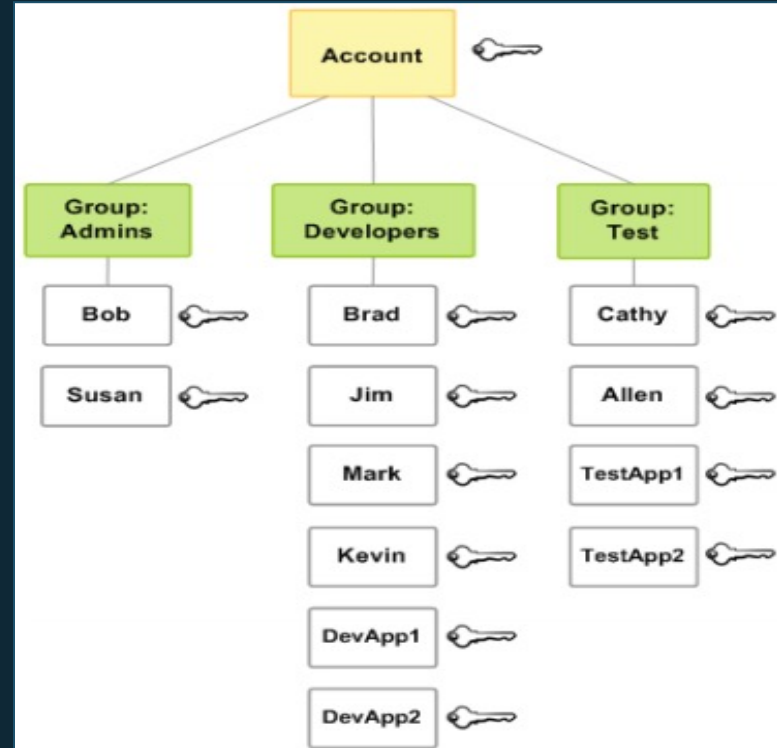 Account
Group:
Admins
Group:
Developers
Group:
Test
Bob
Brad
Cathy
Susan
Jim
Allen
Mark
TestApp1
Kevin
TestApp2
DevApp1
DevApp2